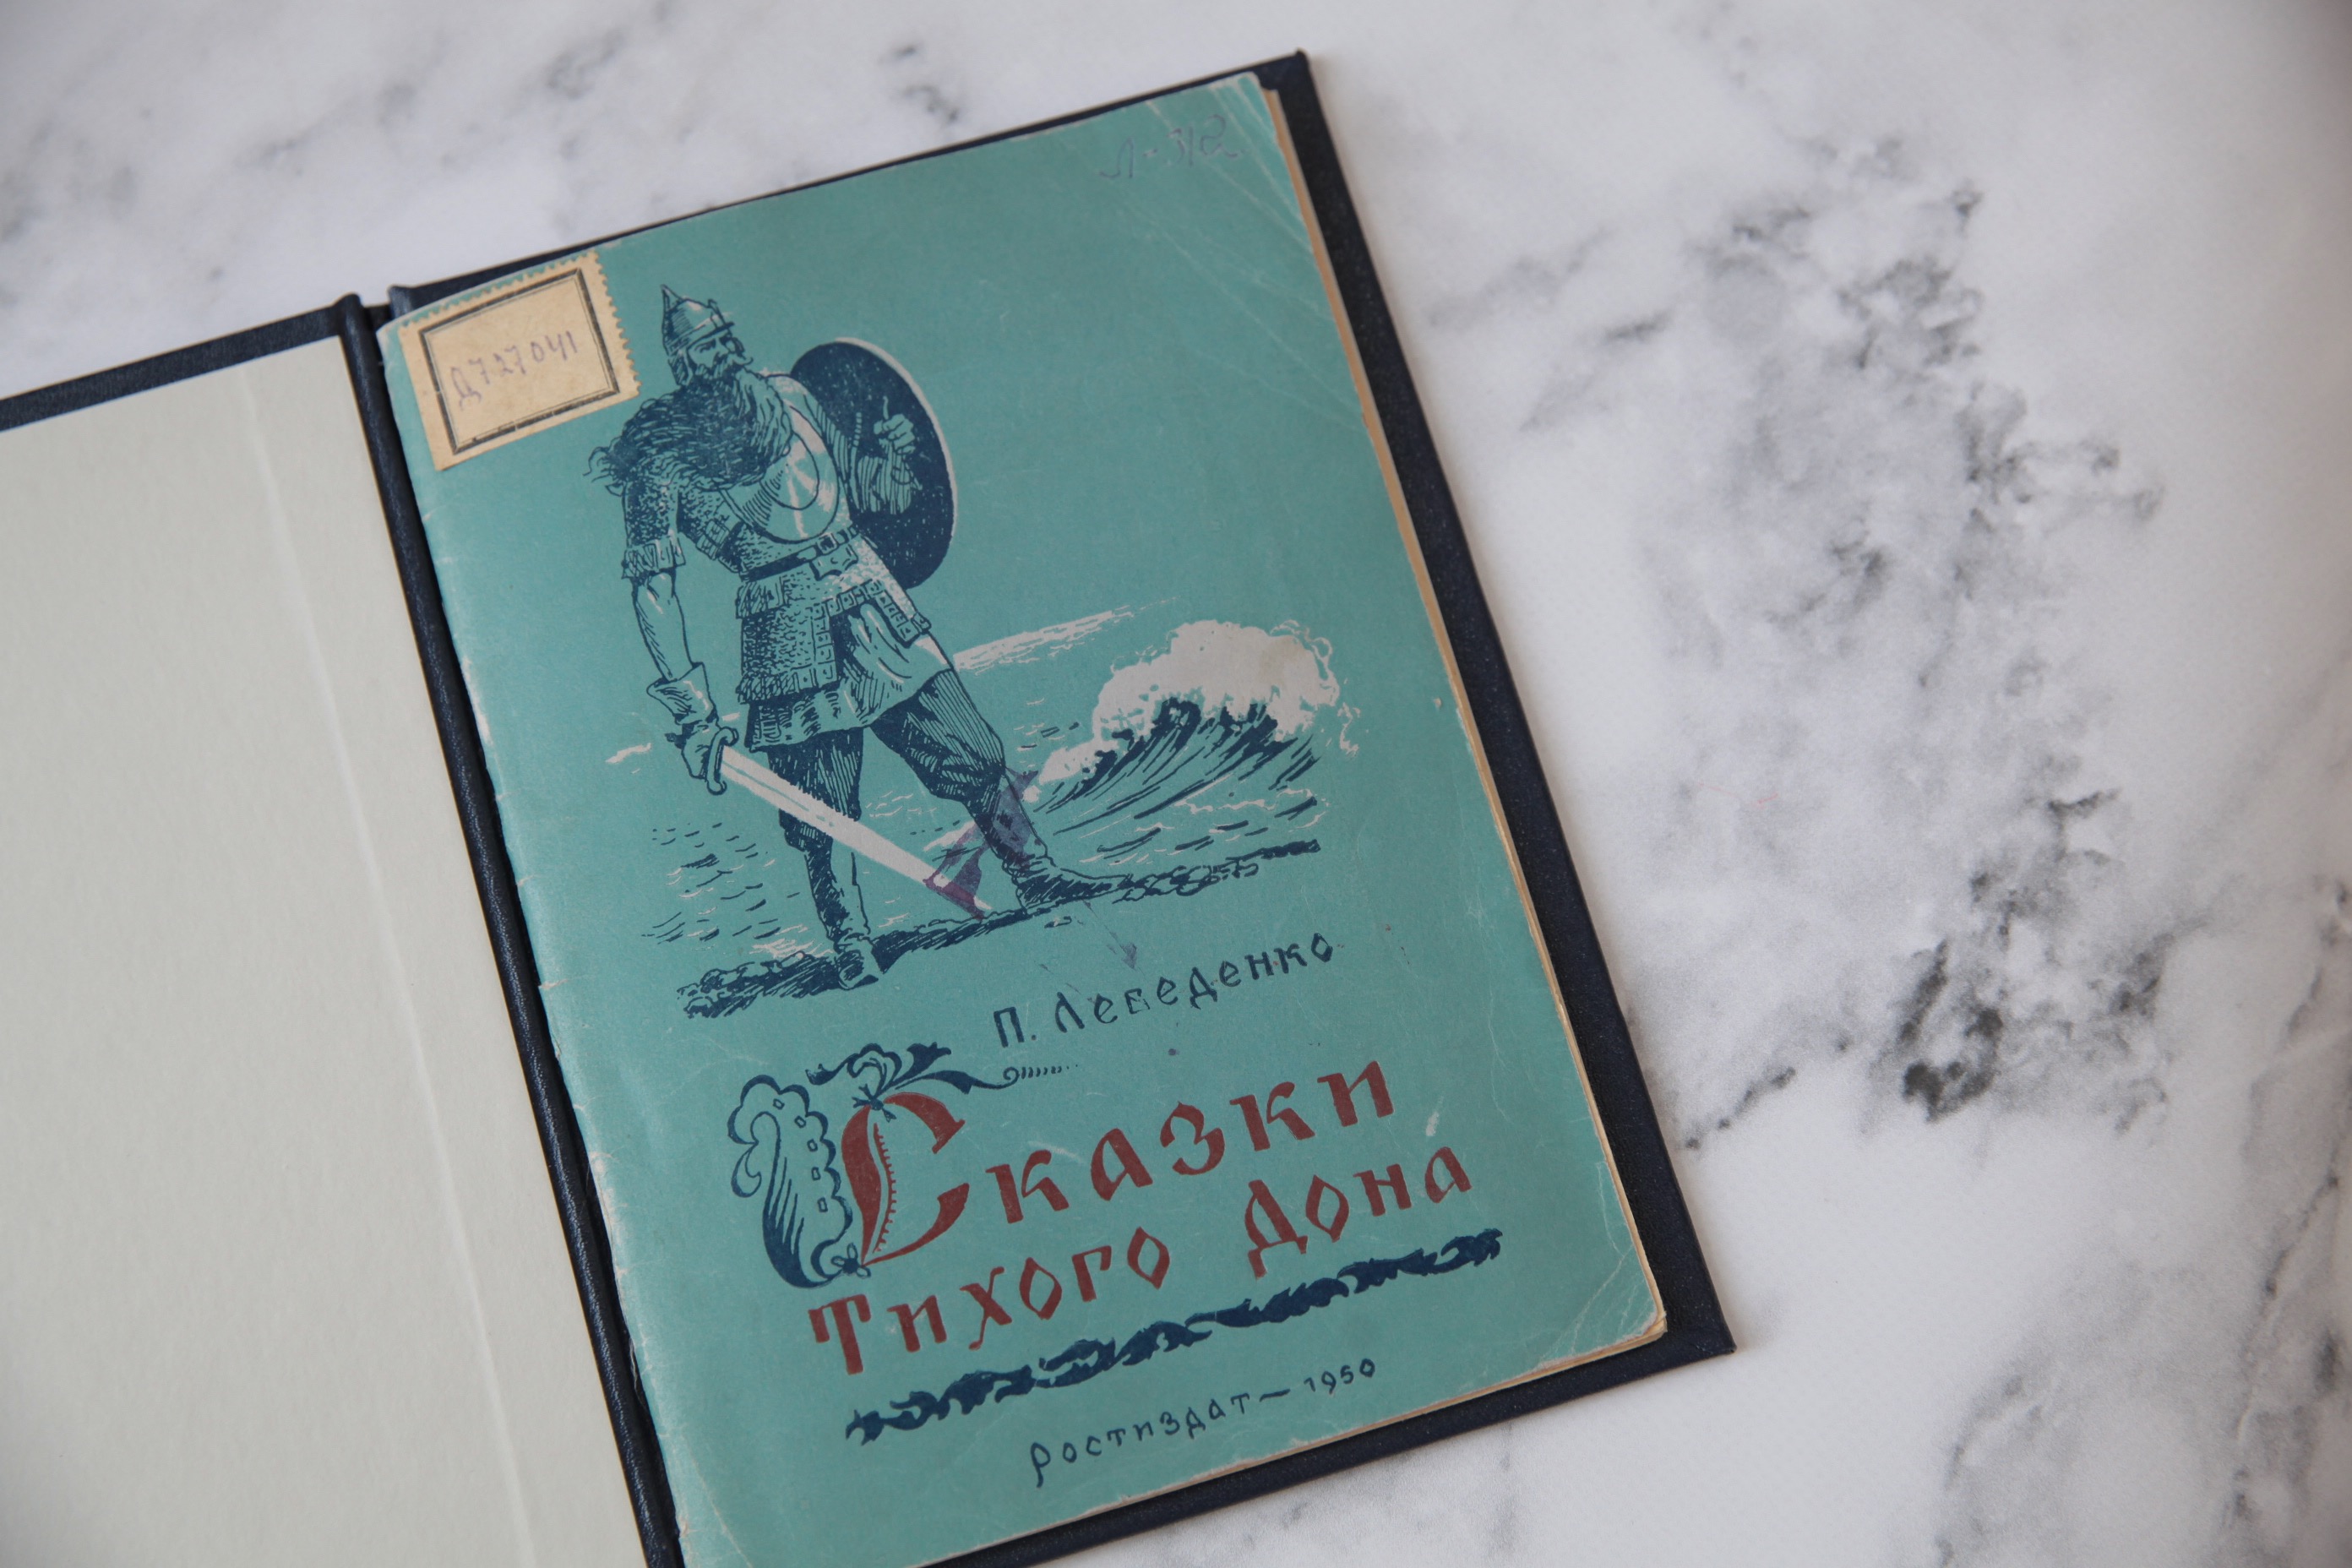 Л-312
Д727041
П. Лебеденко
Сказки
Тихого Дона
Ростиздат — 1950